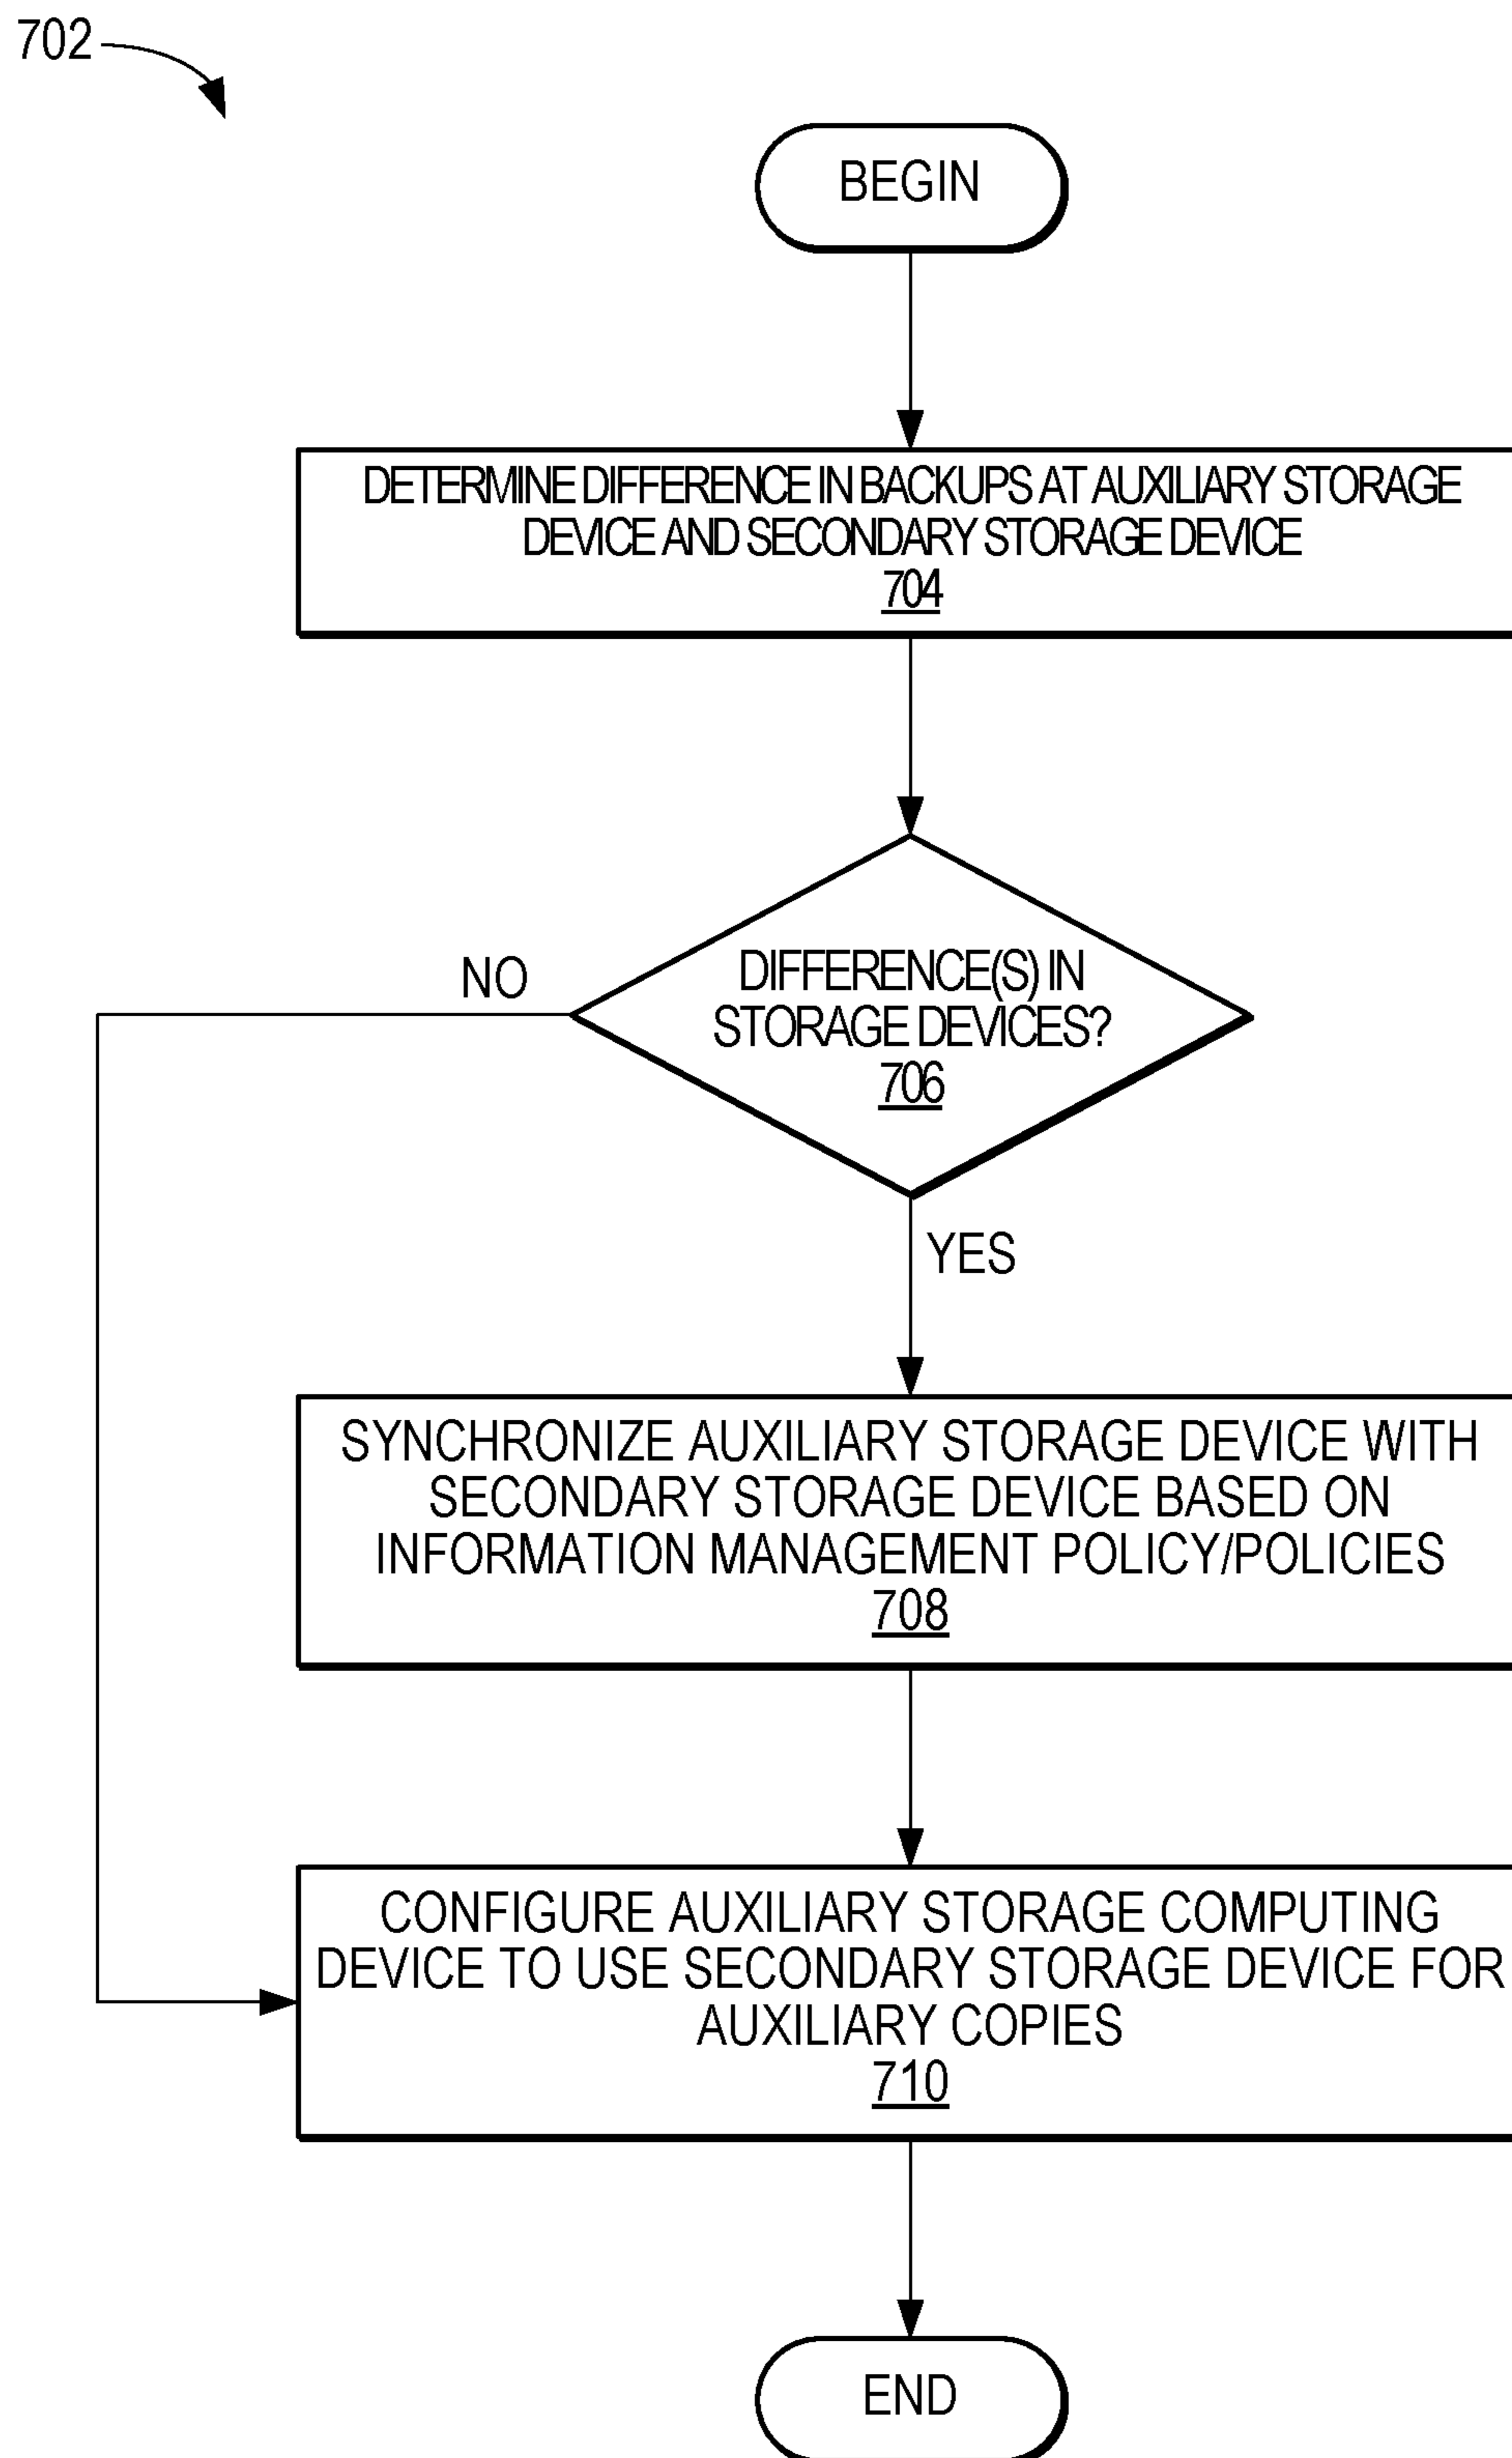 702
BEGIN
DETERMINE DIFFERENCE IN BACKUPS AT AUXILIARY STORAGE
DEVICE AND SECONDARY STORAGE DEVICE
704
DIFFERENCE(S) IN
STORAGE DEVICES?
706
NO
YES
SYNCHRONIZE AUXILIARY STORAGE DEVICE WITH
SECONDARY STORAGE DEVICE BASED ON
INFORMATION MANAGEMENT POLICY/POLICIES
708
CONFIGURE AUXILIARY STORAGE COMPUTING
DEVICE TO USE SECONDARY STORAGE DEVICE FOR
AUXILIARY COPIES
710
END